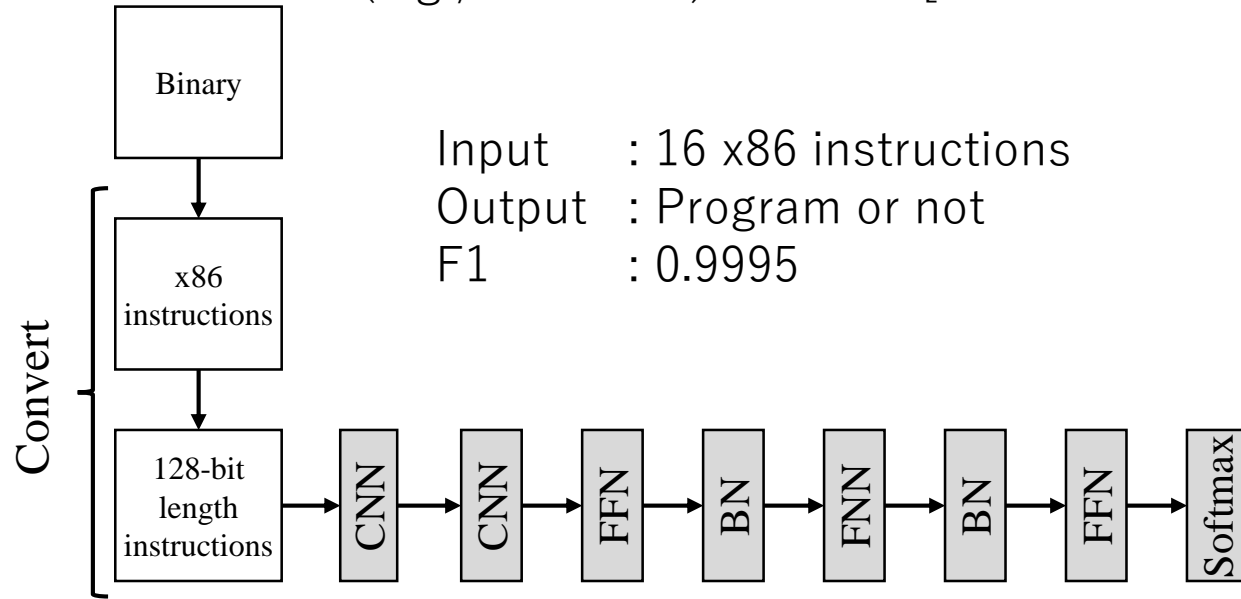 Binary
Input : 16 x86 instructions
Output : Program or not
F1 : 0.9995
x86
instructions
Convert
128-bit
length
instructions
CNN
CNN
FFN
BN
FNN
BN
FFN
Softmax